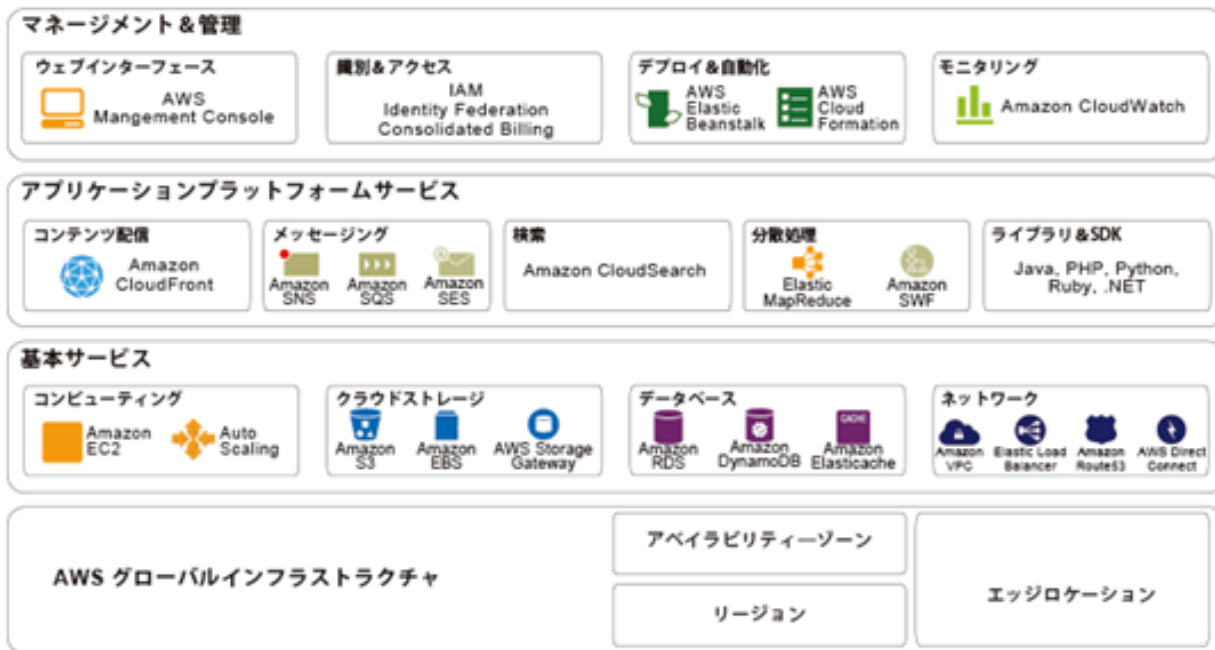 マネージメント＆管理
ウェブインターフェース
AWS
Mangement Console
識別＆アクセス
IAM
Identity Federation
Consolidated Billing
デプロイ＆自動化
AWS
Elastic
Beanstalk
AWS
Cloud
Formation
モニタリング
Amazon CloudWatch
アプリケーションプラットフォームサービス
コンテンツ配信
Amazon
CloudFront
メッセージング
Amazon
SNS
Amazon
SQS
Amazon
SES
検索
Amazon CloudSearch
分散処理
Elastic
MapReduce
Amazon
SWF
ライブラリ＆SDK
Java, PHP, Python,
Ruby, .NET
基本サービス
コンピューティング
Amazon
EC2
Auto
Scaling
クラウドストレージ
Amazon
S3
Amazon
EBS
AWS Storage
Gateway
データベース
Amazon
RDS
Amazon
DynamoDB
CACHE
Amazon
Elasticache
ネットワーク
Amazon
VPC
Elastic Load
Balancer
Amazon
Route53
AWS Direct
Connect
AWS グローバルインフラストラクチャ
アベイラビリティーゾーン
リージョン
エッジロケーション